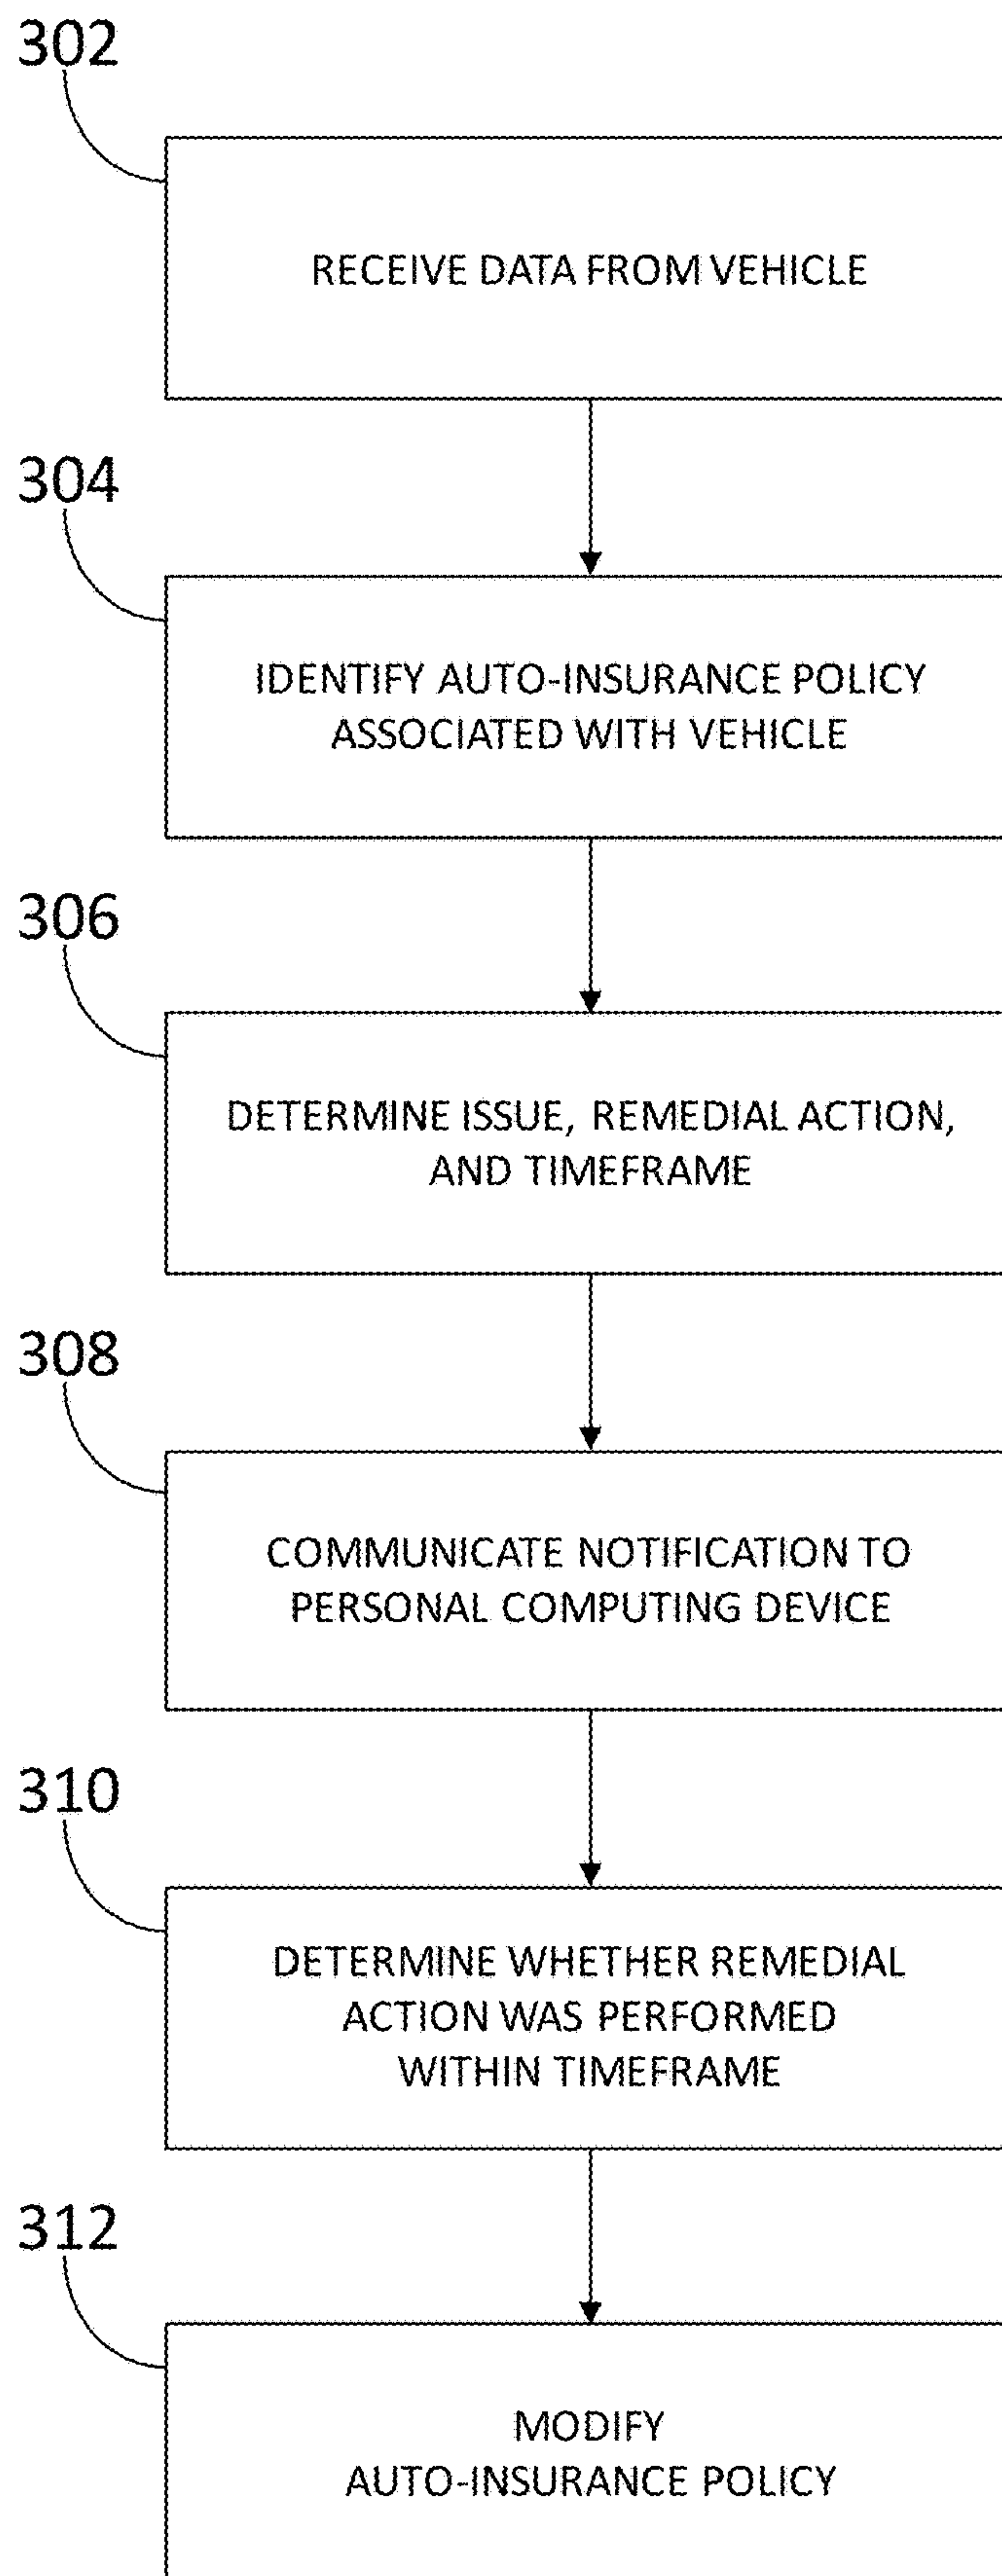 302
RECEIVE DATA FROM VEHICLE
304
IDENTIFY AUTO-INSURANCE POLICY
ASSOCIATED WITH VEHICLE
306
DETERMINE ISSUE, REMEDIAL ACTION,
AND TIMEFRAME
308
COMMUNICATE NOTIFICATION TO
PERSONAL COMPUTING DEVICE
310
DETERMINE WHETHER REMEDIAL
ACTION WAS PERFORMED
WITHIN TIMEFRAME
312
MODIFY
AUTO-INSURANCE POLICY